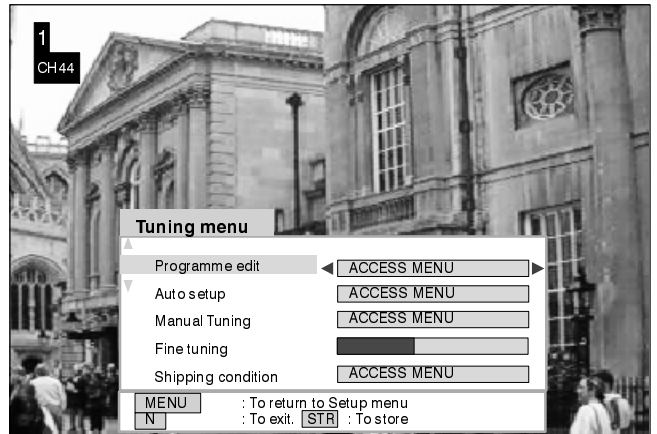 1
CH44
Tuning menu
Programme edit ACCESS MENU
Auto setup ACCESS MENU
Manual Tuning ACCESS MENU
Fine tuning
Shipping condition ACCESS MENU
MENU : To return to Setup menu
N : To exit. STR : To store